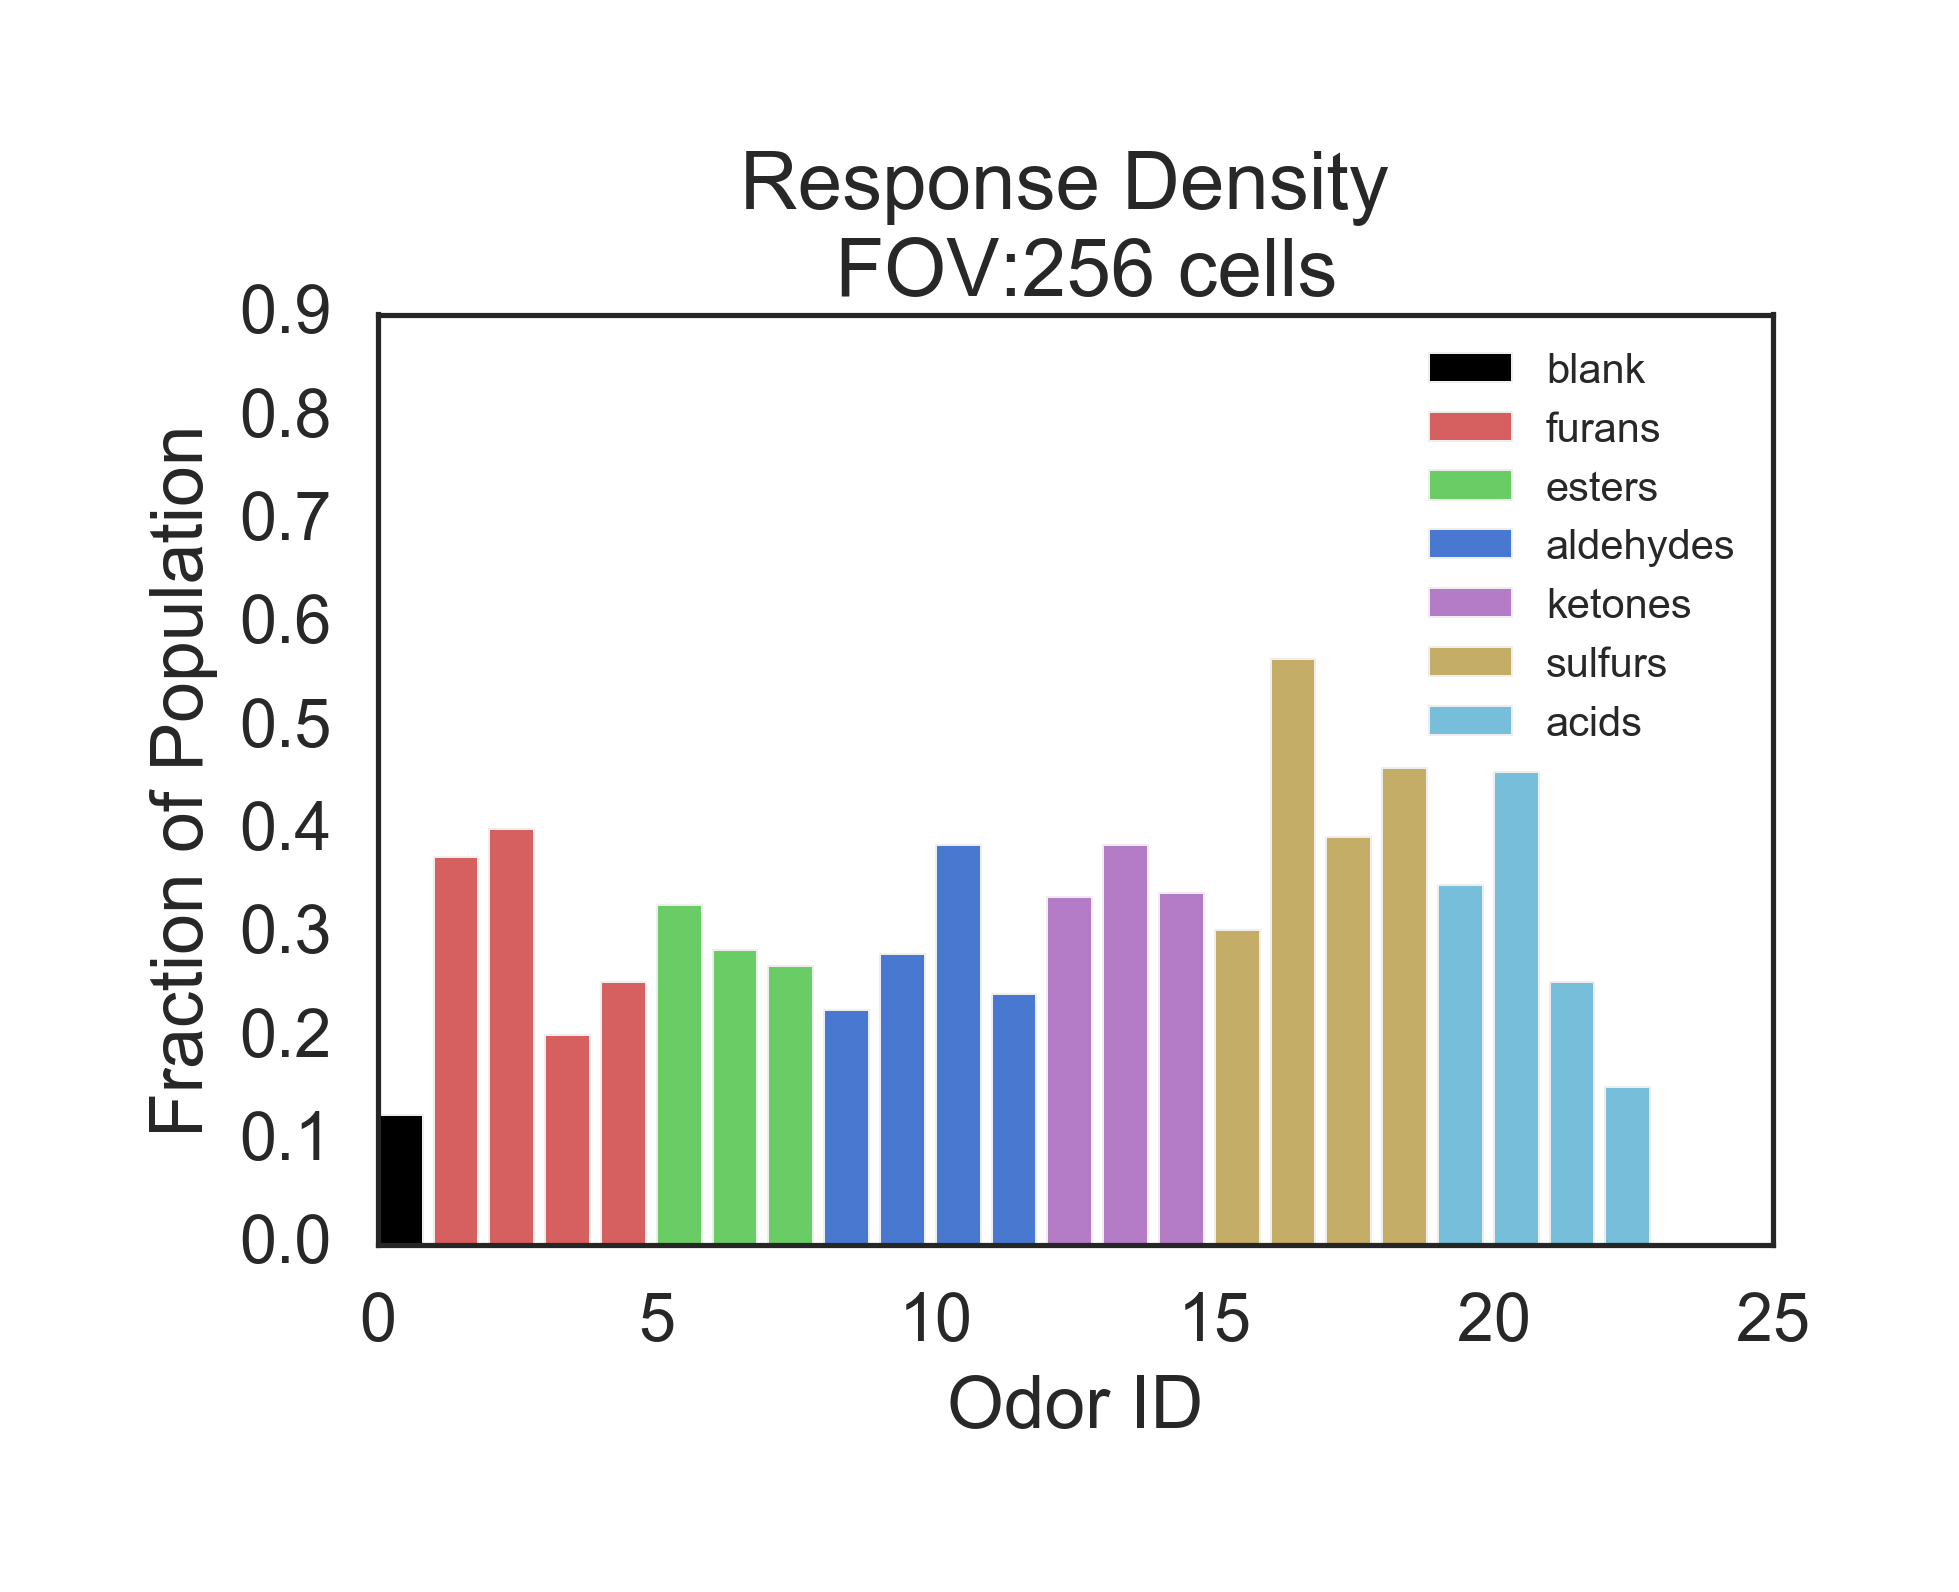 Response Density
FOV:256 cells
0.9
0.8
0.7
0.6
0.5
0.4
0.3
0.2
0.1
0.0
Fraction of Population
blank
furans
esters
aldehydes
ketones
sulfurs
acids
0 5 10 15 20 25
Odor ID